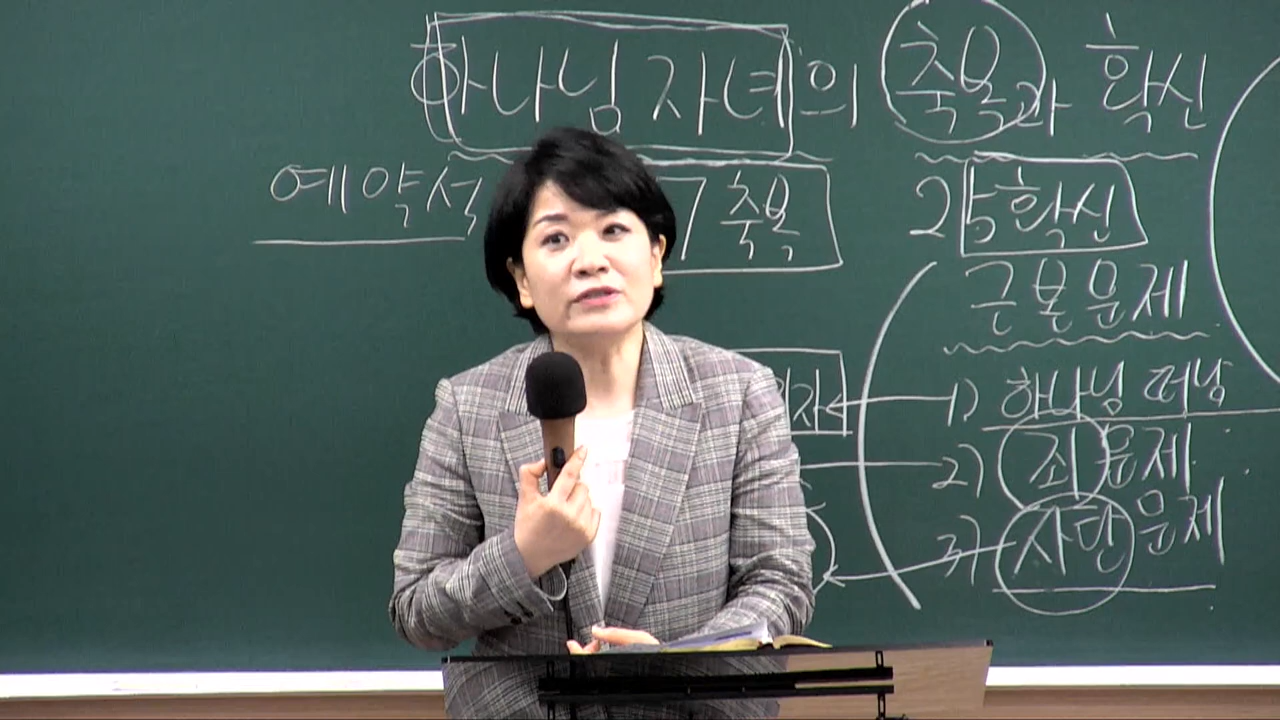 하나님 자녀의 축복과 확신
예약석 7 축복 25 확신
근본문제
1) 하나님 떠남
2) 죄 문제
3) 사단 문제